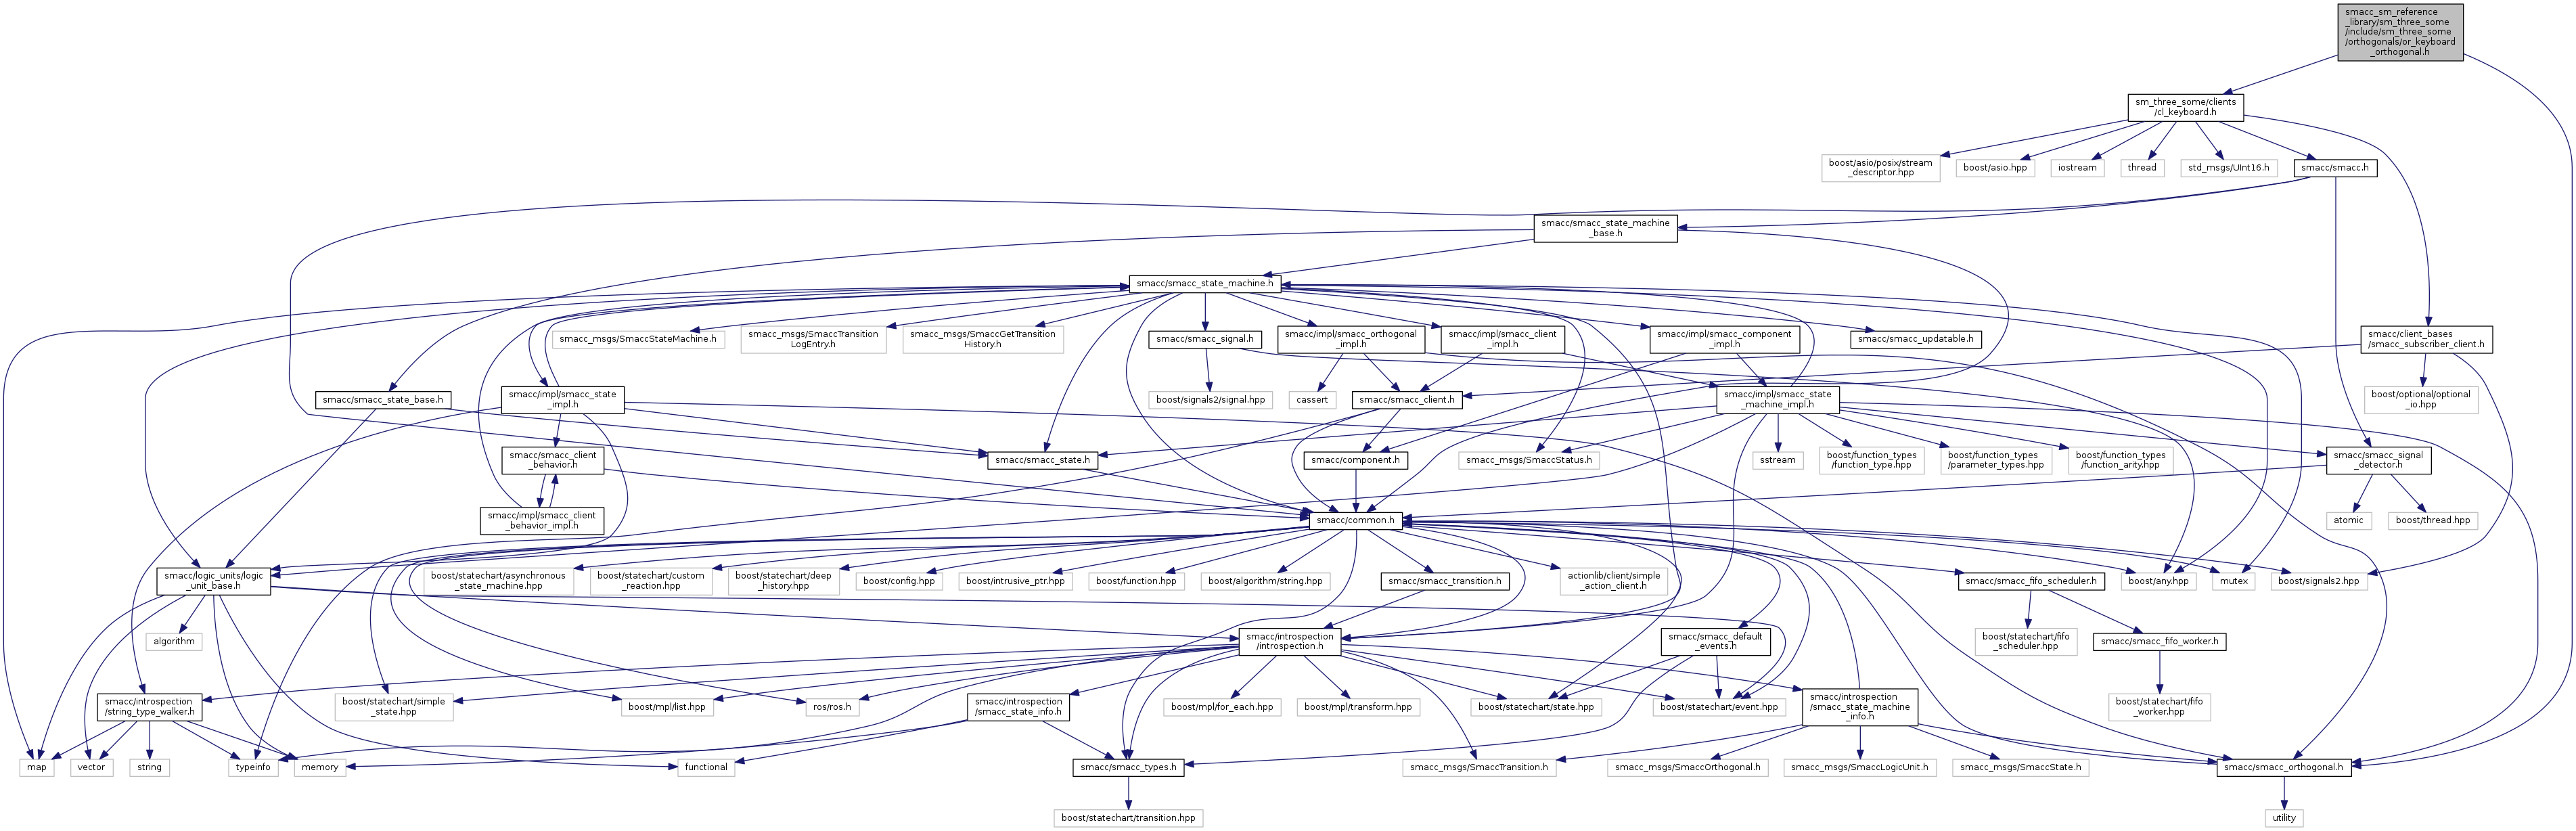 smacc_sm_reference
_library/sm_three_some
/include/sm_three_some
/orthogonals/or_keyboard
_orthogonal.h
sm_three_some/clients
/cl_keyboard.h
boost/asio/posix/stream
_descriptor.hpp
boost/asio.hpp
iostream
thread
std_msgs/UInt16.h
smacc/smacc.h
smacc/smacc_state_machine
_base.h
smacc/smacc_state_machine.h
smacc_msgs/SmaccStateMachine.h
smacc_msgs/SmaccTransition
LogEntry.h
smacc_msgs/SmaccGetTransition
History.h
smacc/smacc_signal.h
smacc/impl/smacc_orthogonal
_impl.h
smacc/impl/smacc_client
_impl.h
smacc/impl/smacc_component
_impl.h
smacc/smacc_updatable.h
smacc/client_bases
/smacc_subscriber_client.h
smacc/smacc_state_base.h
smacc/impl/smacc_state
_impl.h
boost/signals2/signal.hpp
cassert
smacc/smacc_client.h
smacc/impl/smacc_state
_machine_impl.h
boost/optional/optional
_io.hpp
smacc/smacc_client
_behavior.h
smacc/smacc_state.h
smacc/component.h
smacc_msgs/SmaccStatus.h
sstream
boost/function_types
/function_type.hpp
boost/function_types
/parameter_types.hpp
boost/function_types
/function_arity.hpp
smacc/smacc_signal
_detector.h
smacc/impl/smacc_client
_behavior_impl.h
smacc/common.h
atomic
boost/thread.hpp
smacc/logic_units/logic
_unit_base.h
boost/statechart/asynchronous
_state_machine.hpp
boost/statechart/custom
_reaction.hpp
boost/statechart/deep
_history.hpp
boost/config.hpp
boost/intrusive_ptr.hpp
boost/function.hpp
boost/algorithm/string.hpp
smacc/smacc_transition.h
actionlib/client/simple
_action_client.h
smacc/smacc_fifo_scheduler.h
boost/any.hpp
mutex
boost/signals2.hpp
algorithm
smacc/introspection
/introspection.h
smacc/smacc_default
_events.h
boost/statechart/fifo
_scheduler.hpp
smacc/smacc_fifo_worker.h
smacc/introspection
/string_type_walker.h
boost/statechart/simple
_state.hpp
boost/mpl/list.hpp
ros/ros.h
smacc/introspection
/smacc_state_info.h
boost/mpl/for_each.hpp
boost/mpl/transform.hpp
boost/statechart/state.hpp
boost/statechart/event.hpp
smacc/introspection
/smacc_state_machine
_info.h
boost/statechart/fifo
_worker.hpp
map
vector
string
typeinfo
memory
functional
smacc/smacc_types.h
smacc_msgs/SmaccTransition.h
smacc_msgs/SmaccOrthogonal.h
smacc_msgs/SmaccLogicUnit.h
smacc_msgs/SmaccState.h
smacc/smacc_orthogonal.h
boost/statechart/transition.hpp
utility